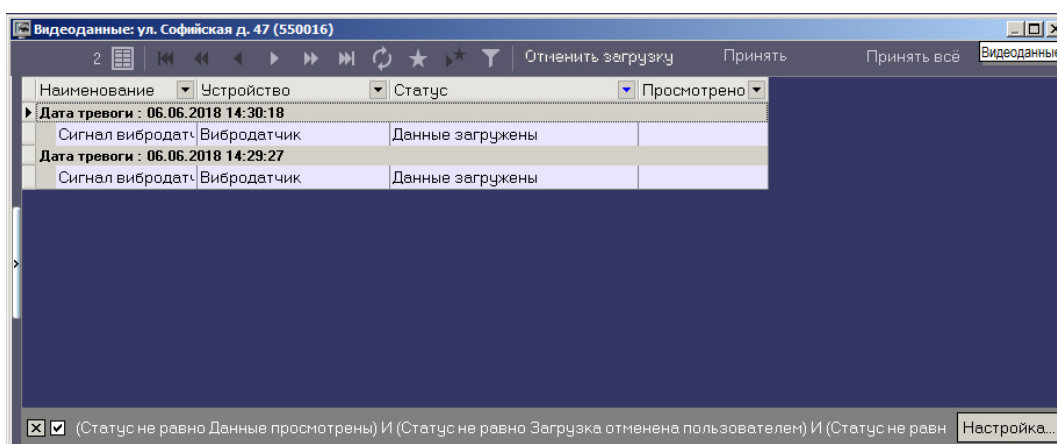 Видеоданные: ул. Софийская д. 47 (550016)
2 Отменить загрузку Принять Принять всё Видеоданные
Наименование Устройство Статус Просмотрено
Дата тревоги : 06.06.2018 14:30:18
Сигнал вибродатч Вибродатчик Данные загружены
Дата тревоги : 06.06.2018 14:29:27
Сигнал вибродатч Вибродатчик Данные загружены
(Статус не равно Данные просмотрены) И (Статус не равно Загрузка отменена пользователем) И (Статус не равн Настройка...